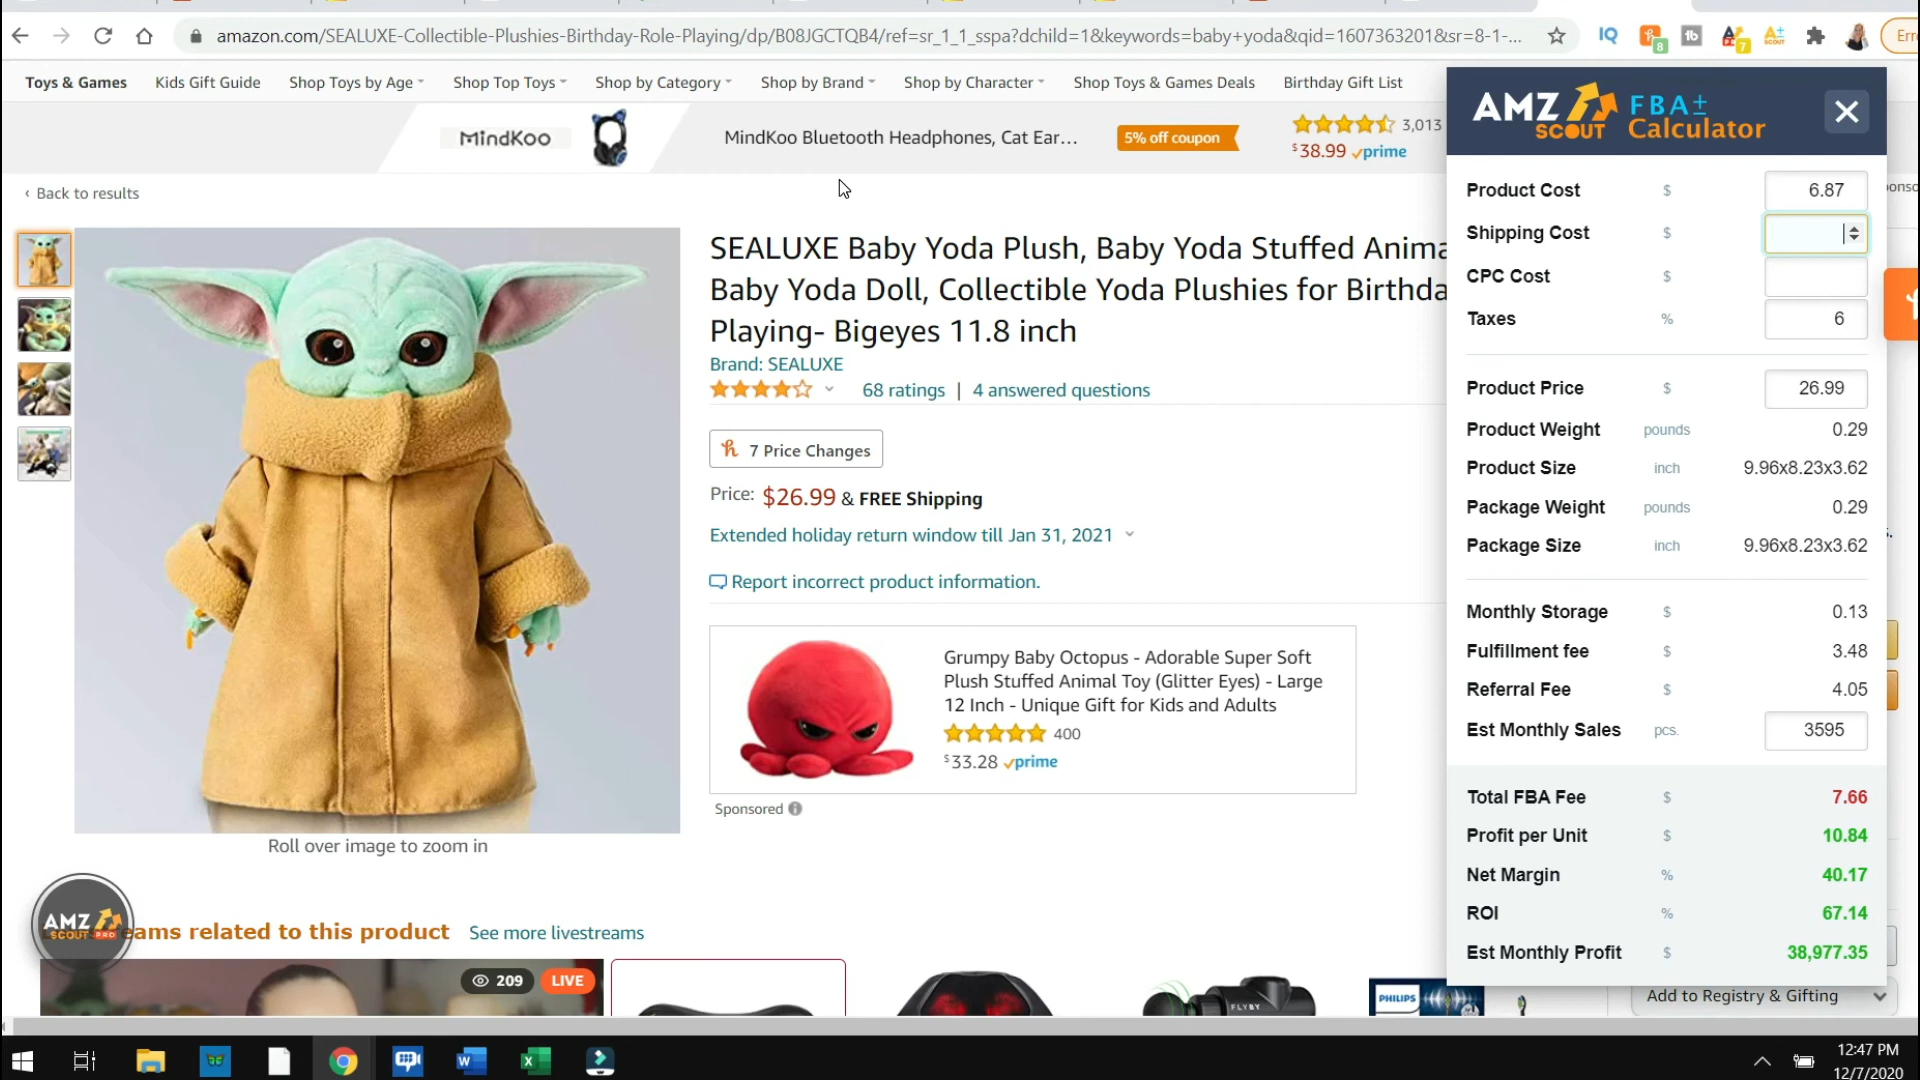 amazon.com/SEALUXE-Collectible-Plushies-Birthday-Role-Playing/dp/B08JGCTQB4/ref=sr_1_1_sspa?dchild=1&keywords=baby+yoda&qid=1607363201&sr=8-1-...
IQ
8
tb
7
Toys & Games
Kids Gift Guide
Shop Toys by Age
Shop Top Toys
Shop by Category
Shop by Brand
Shop by Character
Shop Toys & Games Deals
Birthday Gift List
MindKoo
MindKoo Bluetooth Headphones, Cat Ear...
5% off coupon
3,013
$38.99 prime
‹ Back to results
SEALUXE Baby Yoda Plush, Baby Yoda Stuffed Anima
Baby Yoda Doll, Collectible Yoda Plushies for Birthda
Playing- Bigeyes 11.8 inch
Brand: SEALUXE
68 ratings | 4 answered questions
7 Price Changes
Price: $26.99 & FREE Shipping
Extended holiday return window till Jan 31, 2021
Report incorrect product information.
Grumpy Baby Octopus - Adorable Super Soft
Plush Stuffed Animal Toy (Glitter Eyes) - Large
12 Inch - Unique Gift for Kids and Adults
400
$33.28 prime
Sponsored
Roll over image to zoom in
AMZ
SCOUT PRO
eams related to this product
See more livestreams
209
LIVE
FLYBY
PHILIPS
AMZ
SCOUT
FBA±
Calculator
Product Cost $ 6.87
Shipping Cost $
CPC Cost $
Taxes % 6
Product Price $ 26.99
Product Weight pounds 0.29
Product Size inch 9.96x8.23x3.62
Package Weight pounds 0.29
Package Size inch 9.96x8.23x3.62
Monthly Storage $ 0.13
Fulfillment fee $ 3.48
Referral Fee $ 4.05
Est Monthly Sales pcs. 3595
Total FBA Fee $ 7.66
Profit per Unit $ 10.84
Net Margin % 40.17
ROI % 67.14
Est Monthly Profit $ 38,977.35
Add to Registry & Gifting
12:47 PM
12/7/2020